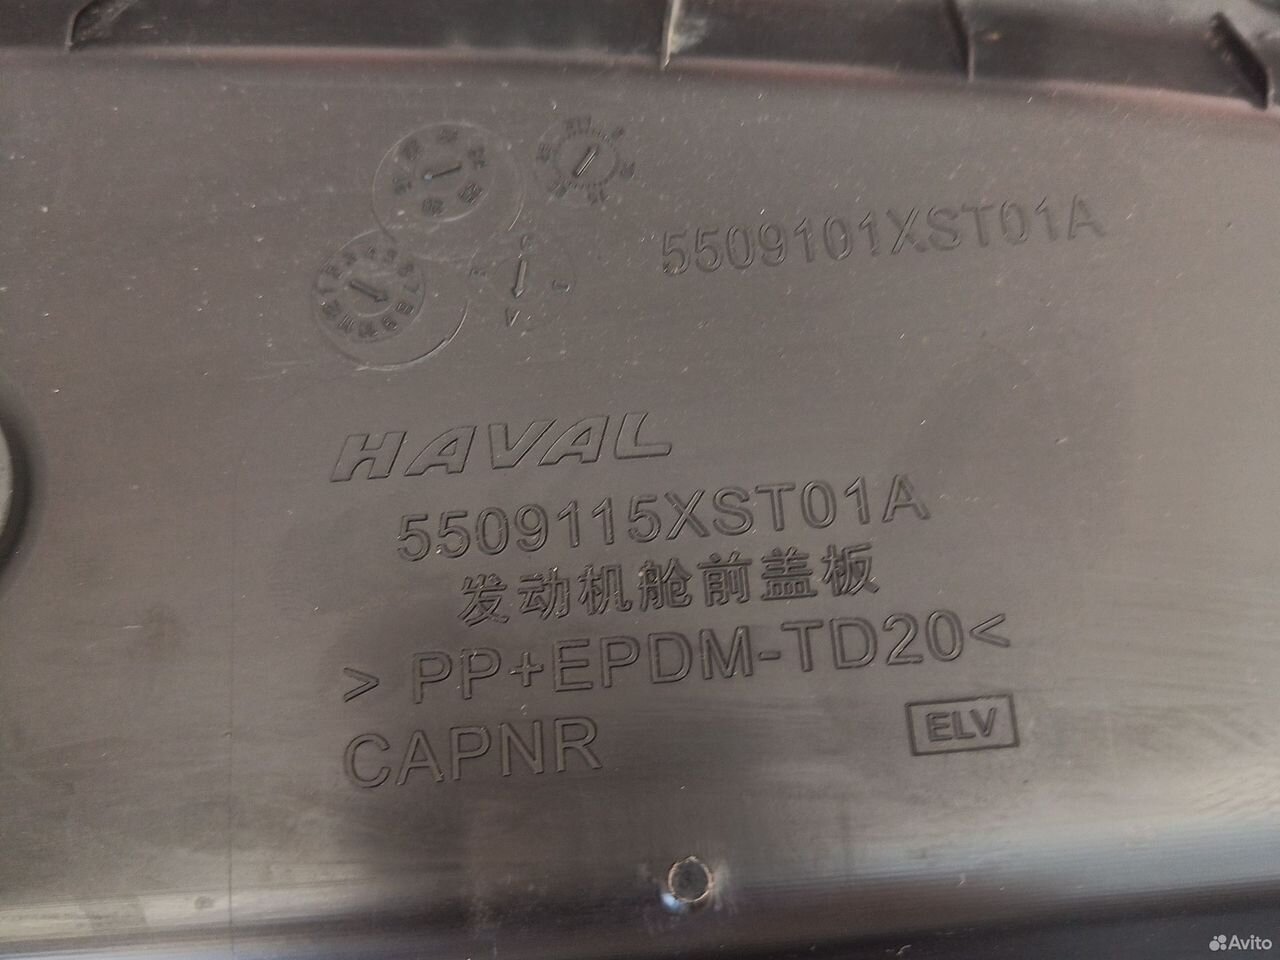 5509101XST01A
HAVAL
5509115XST01A
发动机舱前盖板
> PP+EPDM-TD20<
CAPNR
ELV
Avito